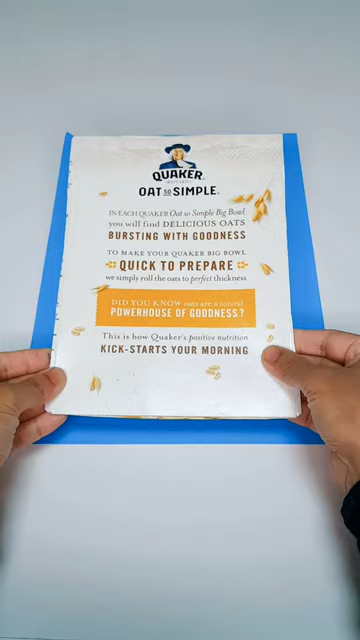 QUAKER
OAT SO SIMPLE
IN EACH QUAKER Oat so Simple Big Bowl
you will find DELICIOUS OATS
BURSTING WITH GOODNESS
TO MAKE YOUR QUAKER BIG BOWL
QUICK TO PREPARE
we simply roll the oats to perfect thickness
DID YOU KNOW oats are a natural
POWERHOUSE OF GOODNESS?
This is how Quaker's positive nutrition
KICK-STARTS YOUR MORNING